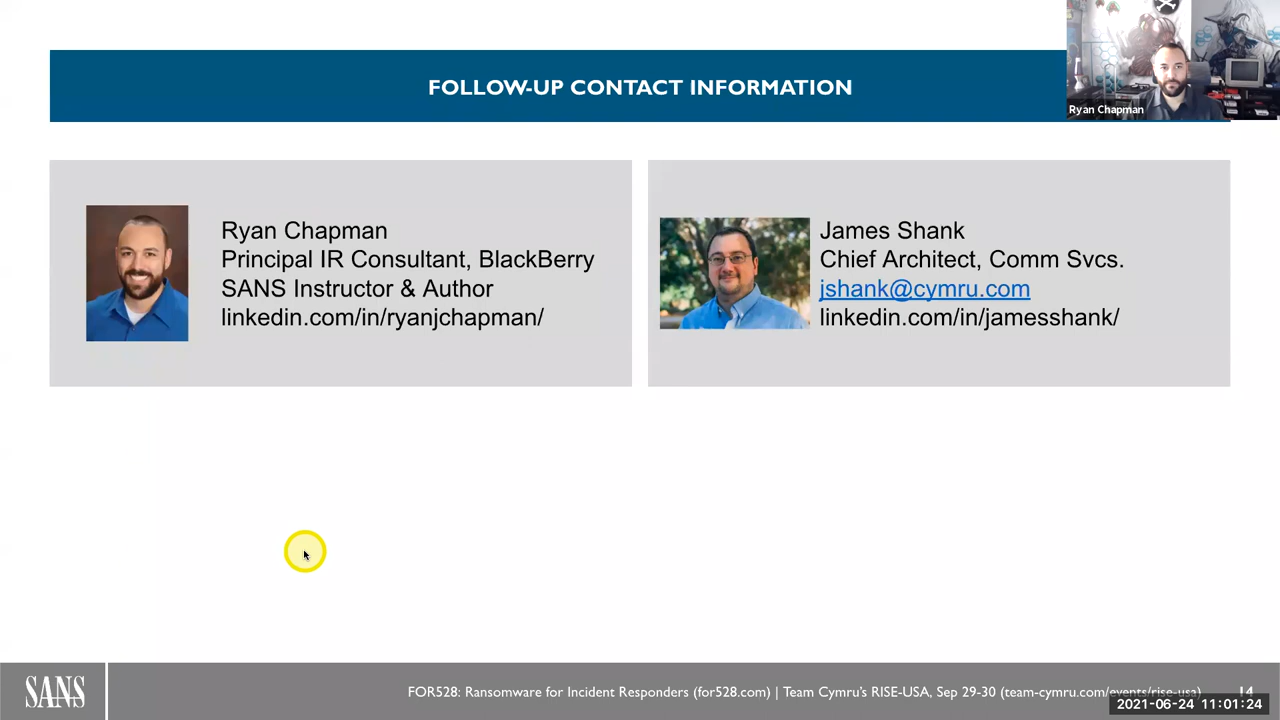 FOLLOW-UP CONTACT INFORMATION
Ryan Chapman
Ryan Chapman
Principal IR Consultant, BlackBerry
SANS Instructor & Author
linkedin.com/in/ryanjchapman/
James Shank
Chief Architect, Comm Svcs.
jshank@cymru.com
linkedin.com/in/jamesshank/
SANS
FOR528: Ransomware for Incident Responders (for528.com) | Team Cymru's RISE-USA, Sep 29-30 (team-cymru.com/events/rise-usa)
14
2021-06-24 11:01:24